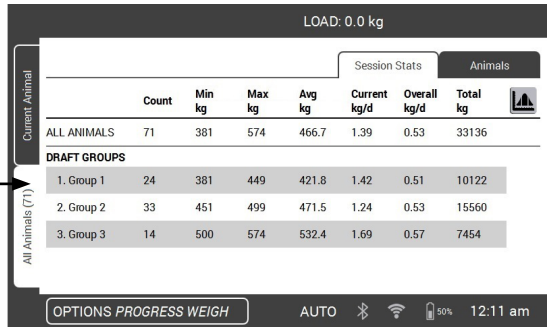 LOAD: 0.0 kg
Current Animal
All Animals (71)
Session Stats Animals
Count Min kg Max kg Avg kg Current kg/d Overall kg/d Total kg
ALL ANIMALS 71 381 574 466.7 1.39 0.53 33136
DRAFT GROUPS
1. Group 1 24 381 449 421.8 1.42 0.51 10122
2. Group 2 33 451 499 471.5 1.24 0.53 15560
3. Group 3 14 500 574 532.4 1.69 0.57 7454
OPTIONS PROGRESS WEIGH AUTO 50% 12:11 am